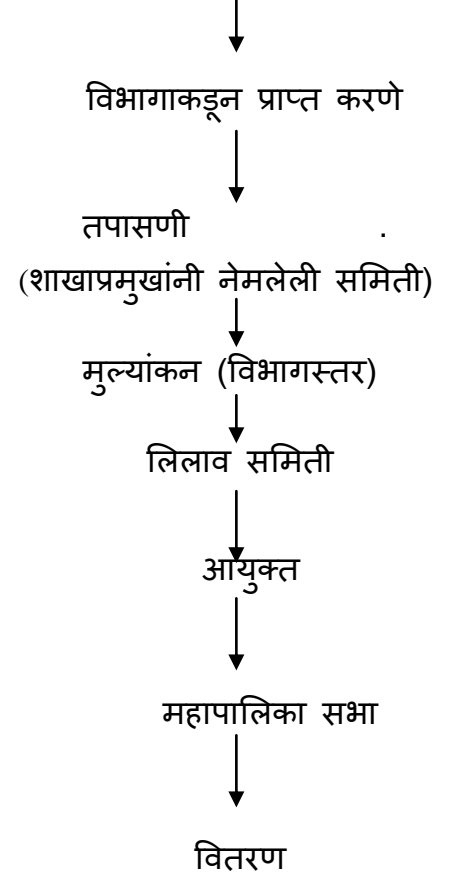 विभागाकडून प्राप्त करणे
तपासणी .
(शाखाप्रमुखांनी नेमलेली समिती)
मुल्यांकन (विभागस्तर)
लिलाव समिती
आयुक्त
महापालिका सभा
वितरण